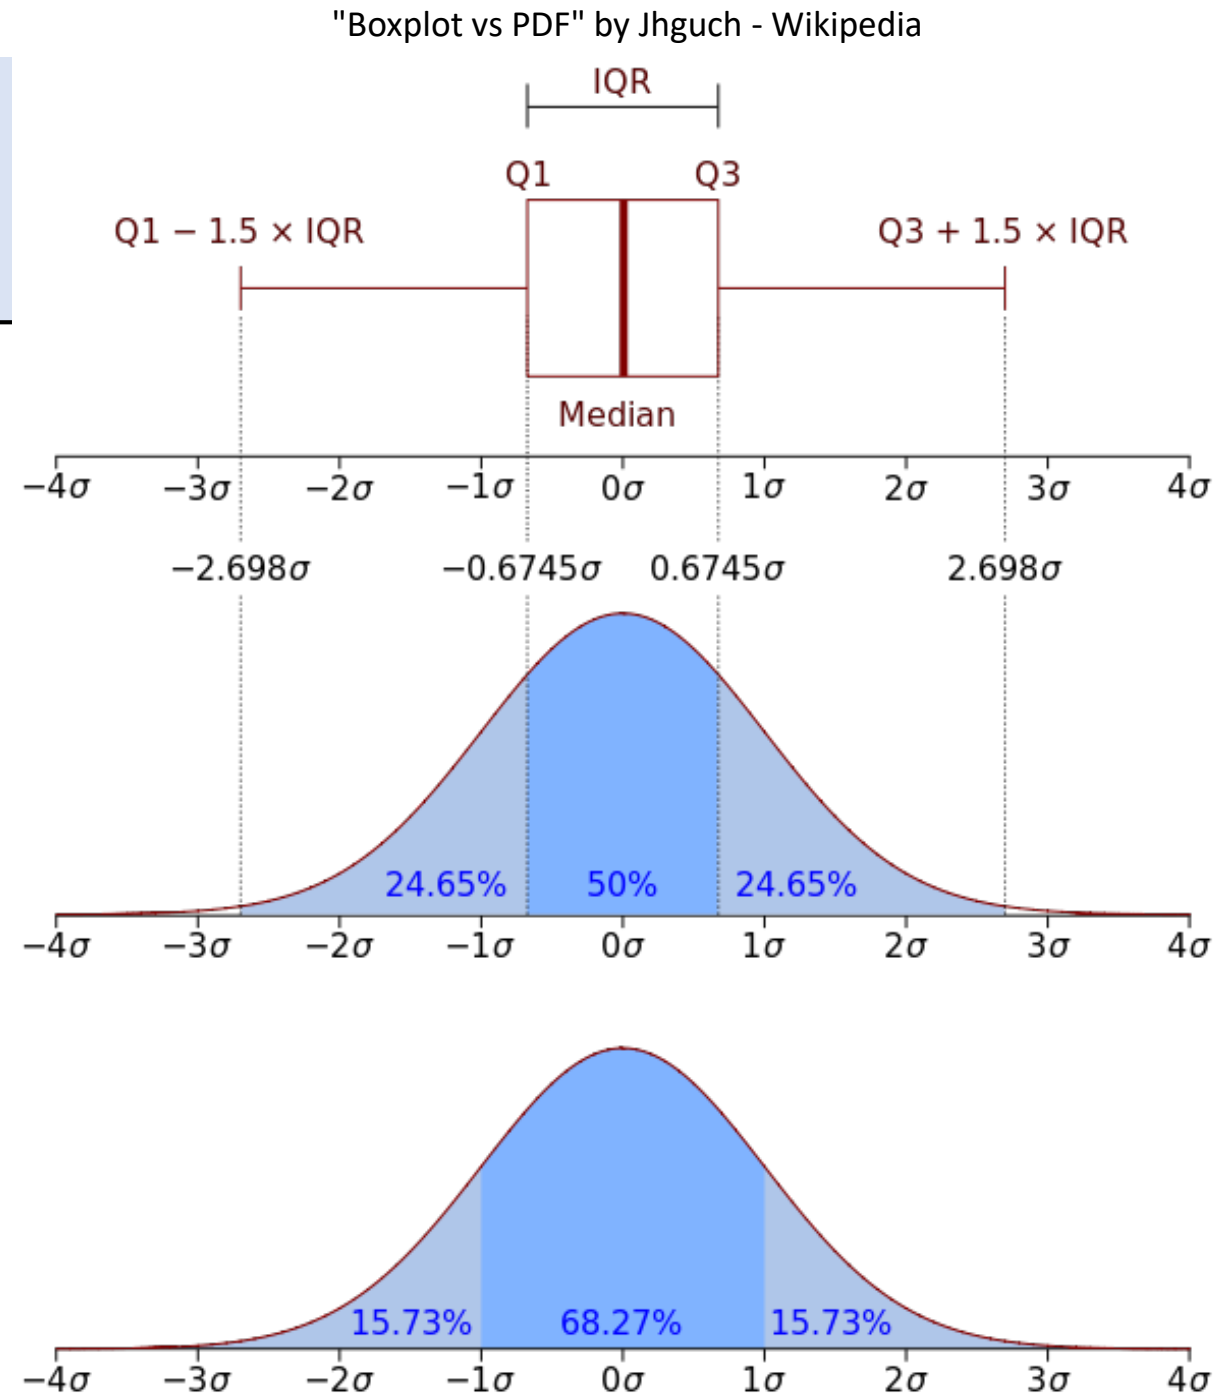 "Boxplot vs PDF" by Jhguch - Wikipedia
IQR
Q1 Q3
Q1 − 1.5 × IQR Q3 + 1.5 × IQR
Median
−4σ −3σ −2σ −1σ 0σ 1σ 2σ 3σ 4σ
−2.698σ −0.6745σ 0.6745σ 2.698σ
24.65% 50% 24.65%
−4σ −3σ −2σ −1σ 0σ 1σ 2σ 3σ 4σ
15.73% 68.27% 15.73%
−4σ −3σ −2σ −1σ 0σ 1σ 2σ 3σ 4σ